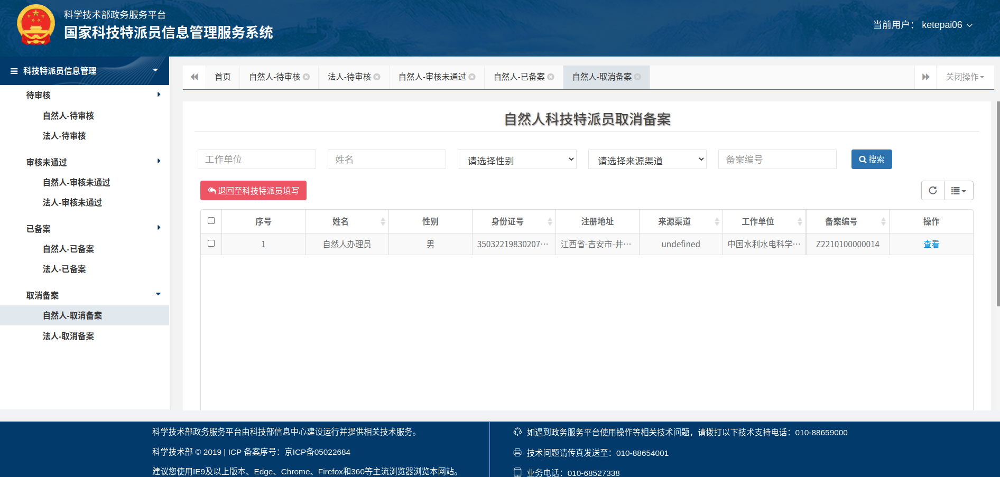 科学技术部政务服务平台
国家科技特派员信息管理服务系统
当前用户： ketepai06
科技特派员信息管理
待审核
自然人-待审核
法人-待审核
审核未通过
自然人-审核未通过
法人-审核未通过
已备案
自然人-已备案
法人-已备案
取消备案
自然人-取消备案
法人-取消备案
首页 自然人-待审核 法人-待审核 自然人-审核未通过 自然人-已备案 自然人-取消备案 关闭操作
自然人科技特派员取消备案
工作单位 姓名 请选择性别 请选择来源渠道 备案编号 搜索
退回至科技特派员填写
序号 姓名 性别 身份证号 注册地址 来源渠道 工作单位 备案编号 操作
1 自然人办理员 男 35032219830207… 江西省-吉安市-井… undefined 中国水利水电科学… Z2210100000014 查看
科学技术部政务服务平台由科技部信息中心建设运行并提供相关技术服务。
科学技术部 © 2019 | ICP 备案序号：京ICP备05022684
建议您使用IE9及以上版本、Edge、Chrome、Firefox和360等主流浏览器浏览本网站。
如遇到政务服务平台使用操作等相关技术问题，请拨打以下技术支持电话：010-88659000
技术问题请传真发送至：010-88654001
业务电话：010-68527338